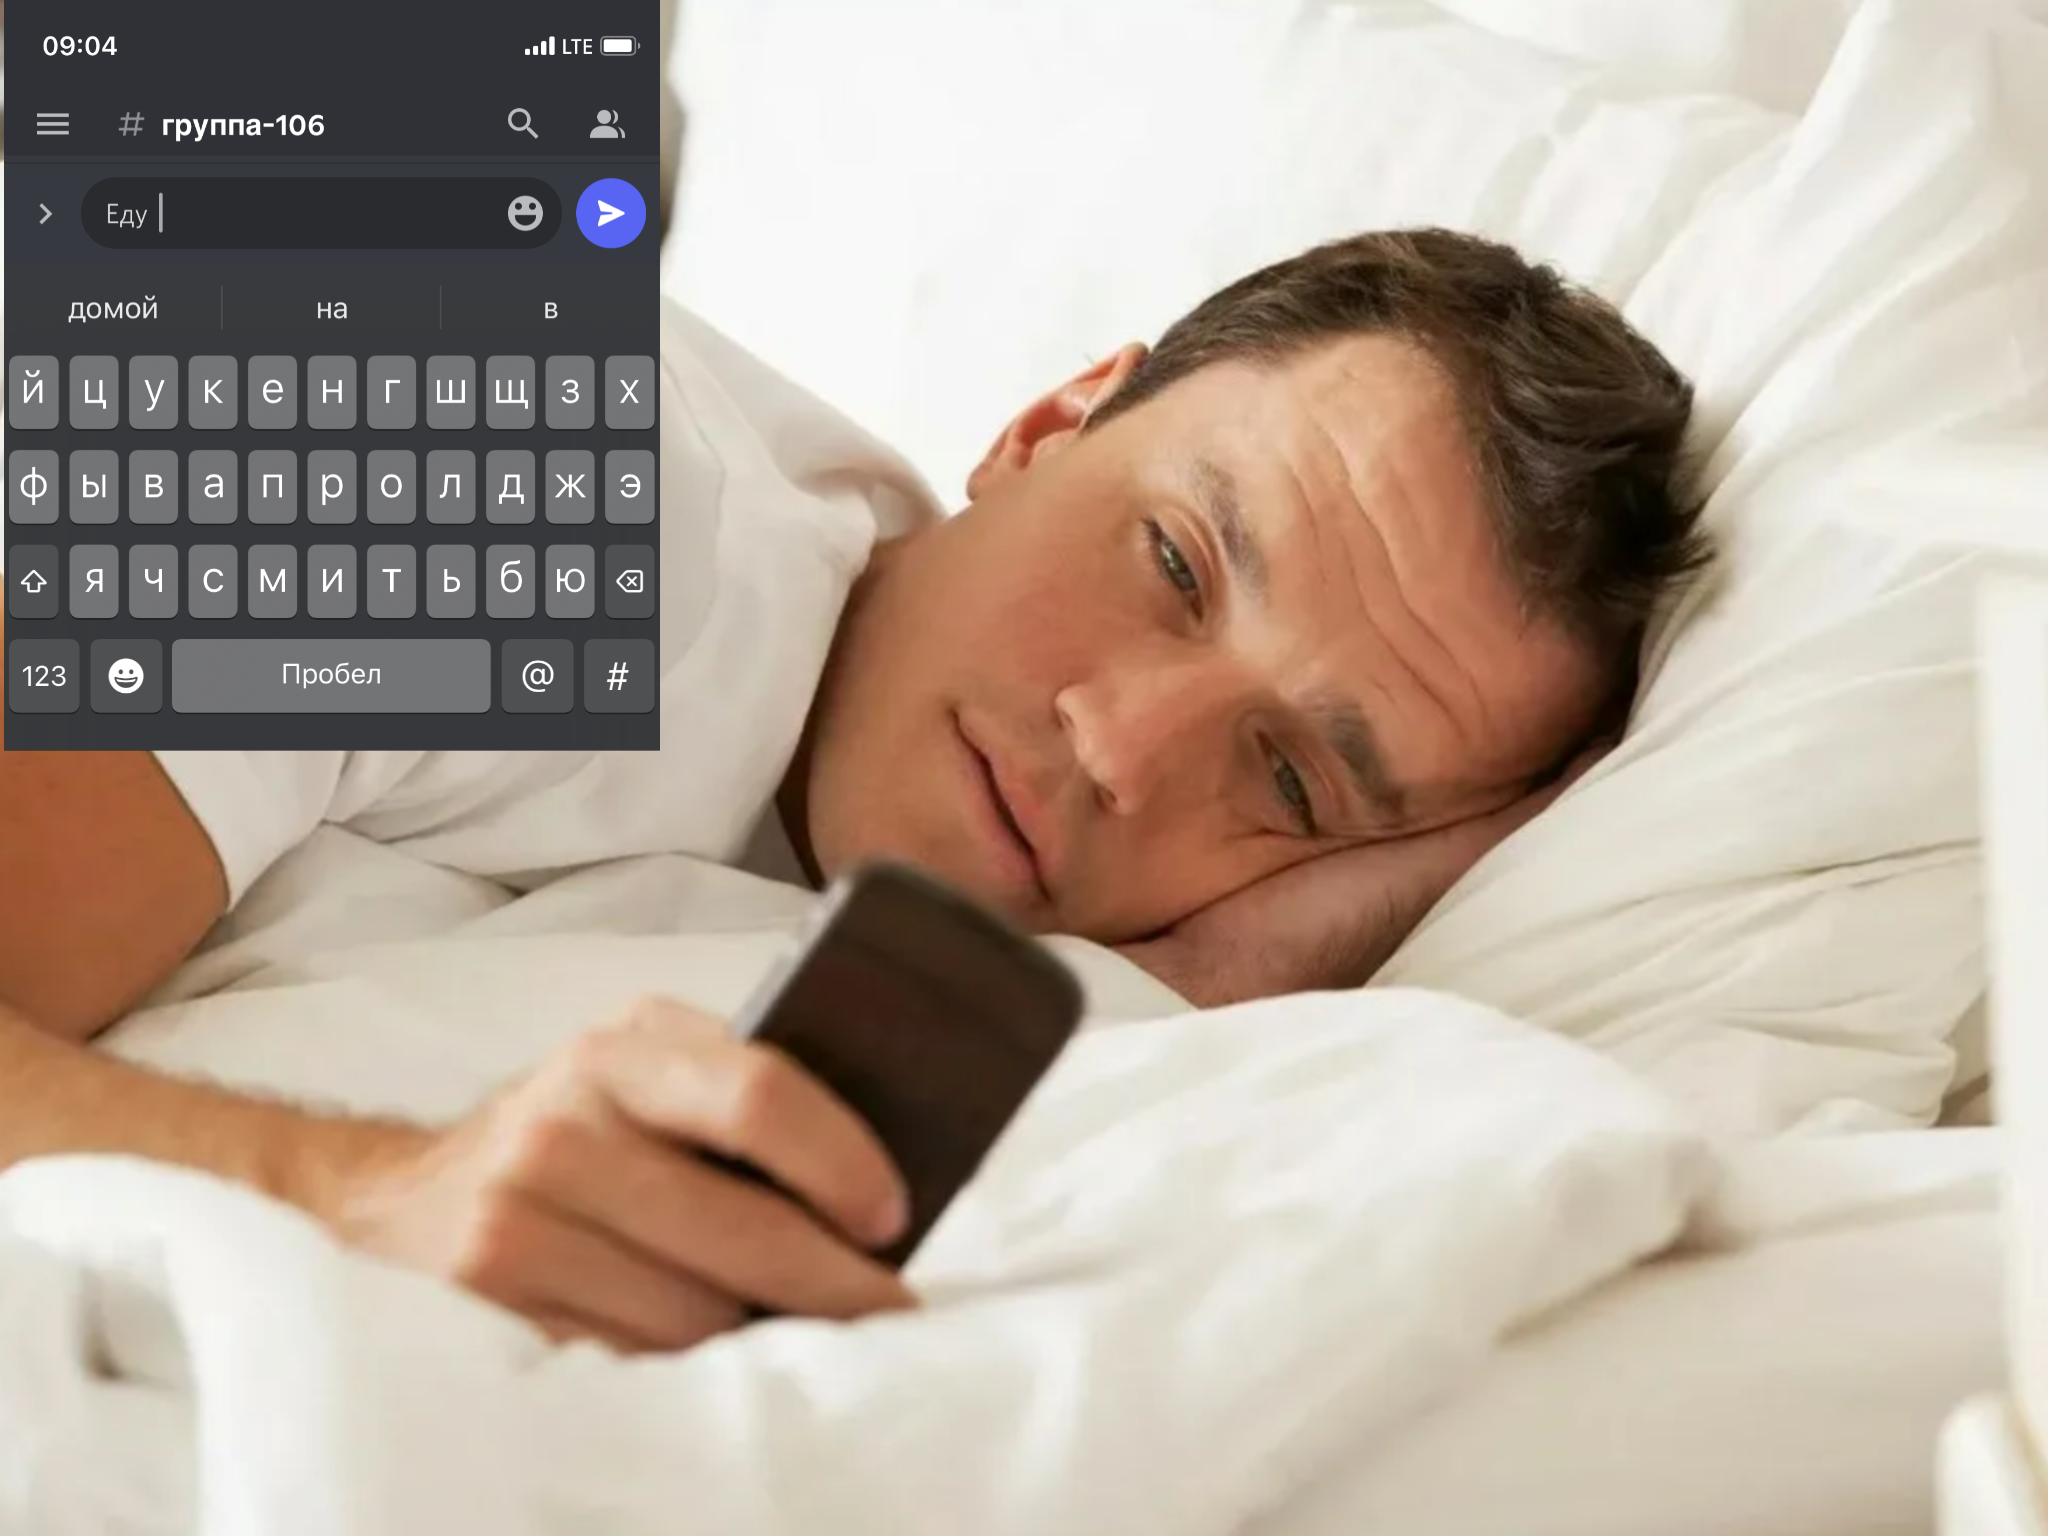 09:04 LTE
# группа-106
Еду
домой на в
й ц у к е н г ш щ з х
ф ы в а п р о л д ж э
я ч с м и т ь б ю
123 Пробел @ #